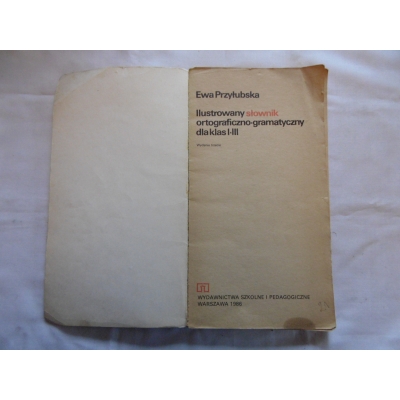 Ewa Przyłubska
Ilustrowany słownik
ortograficzno-gramatyczny
dla klas I-III
WYDAWNICTWA SZKOLNE I PEDAGOGICZNE
WARSZAWA 1986